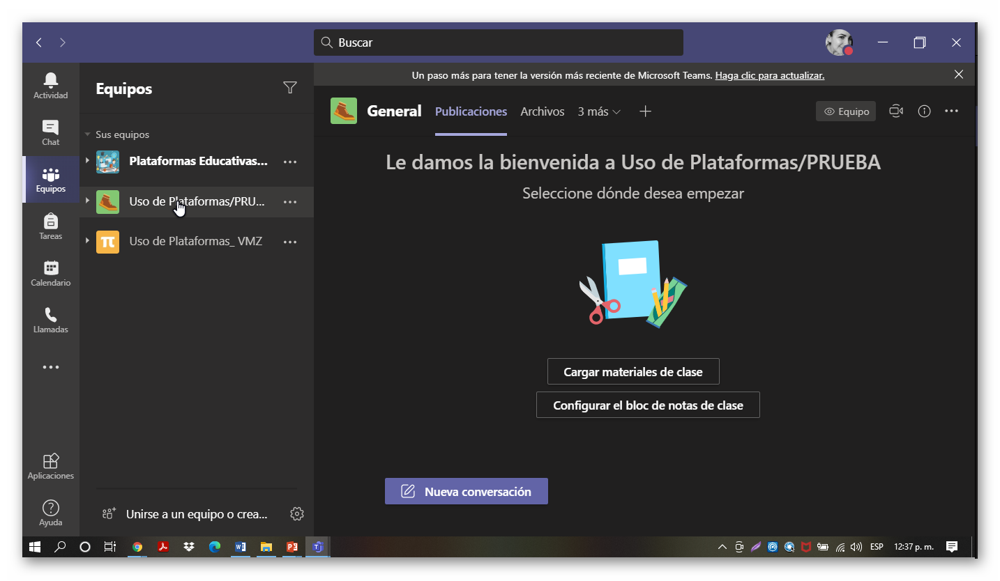 Buscar
Un paso más para tener la versión más reciente de Microsoft Teams. Haga clic para actualizar.
Actividad
Chat
Equipos
Tareas
Calendario
Llamadas
Aplicaciones
Ayuda
Equipos
Sus equipos
Plataformas Educativas...
Uso de Plataformas/PRU...
Uso de Plataformas_ VMZ
Unirse a un equipo o crea...
General Publicaciones Archivos 3 más
Equipo
Le damos la bienvenida a Uso de Plataformas/PRUEBA
Seleccione dónde desea empezar
Cargar materiales de clase
Configurar el bloc de notas de clase
Nueva conversación
ESP 12:37 p. m.